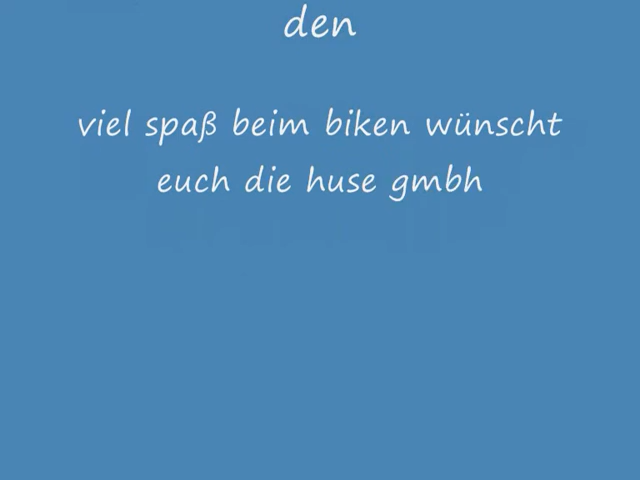 den
viel spaß beim biken wünscht
euch die huse gmbh